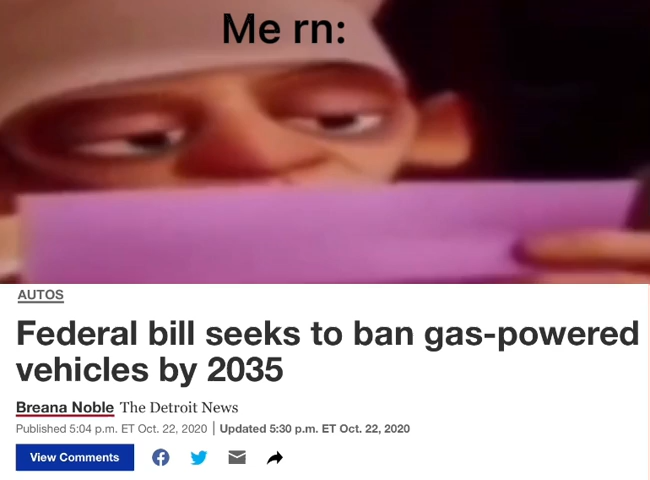 Me rn:
AUTOS
Federal bill seeks to ban gas-powered
vehicles by 2035
Breana Noble The Detroit News
Published 5:04 p.m. ET Oct. 22, 2020 | Updated 5:30 p.m. ET Oct. 22, 2020
View Comments